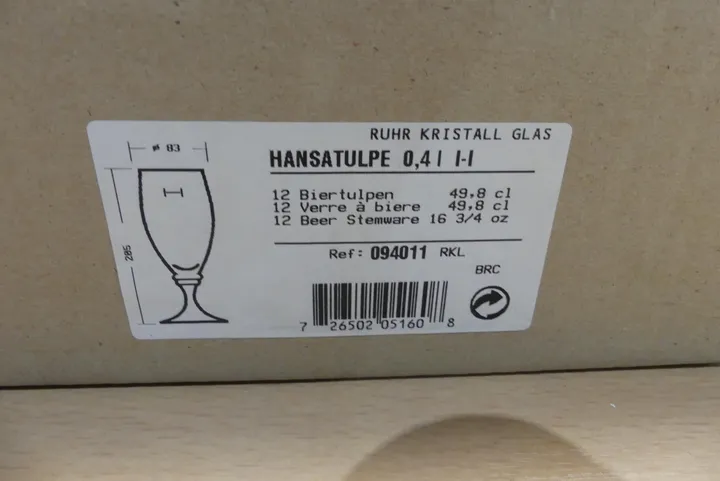 RUHR KRISTALL GLAS
HANSATULPE 0,4 l I-I
ø 83
205
12 Biertulpen 49,8 cl
12 Verre à biere 49,8 cl
12 Beer Stemware 16 3/4 oz
Ref: 094011 RKL
BRC
7 26502 05160 8